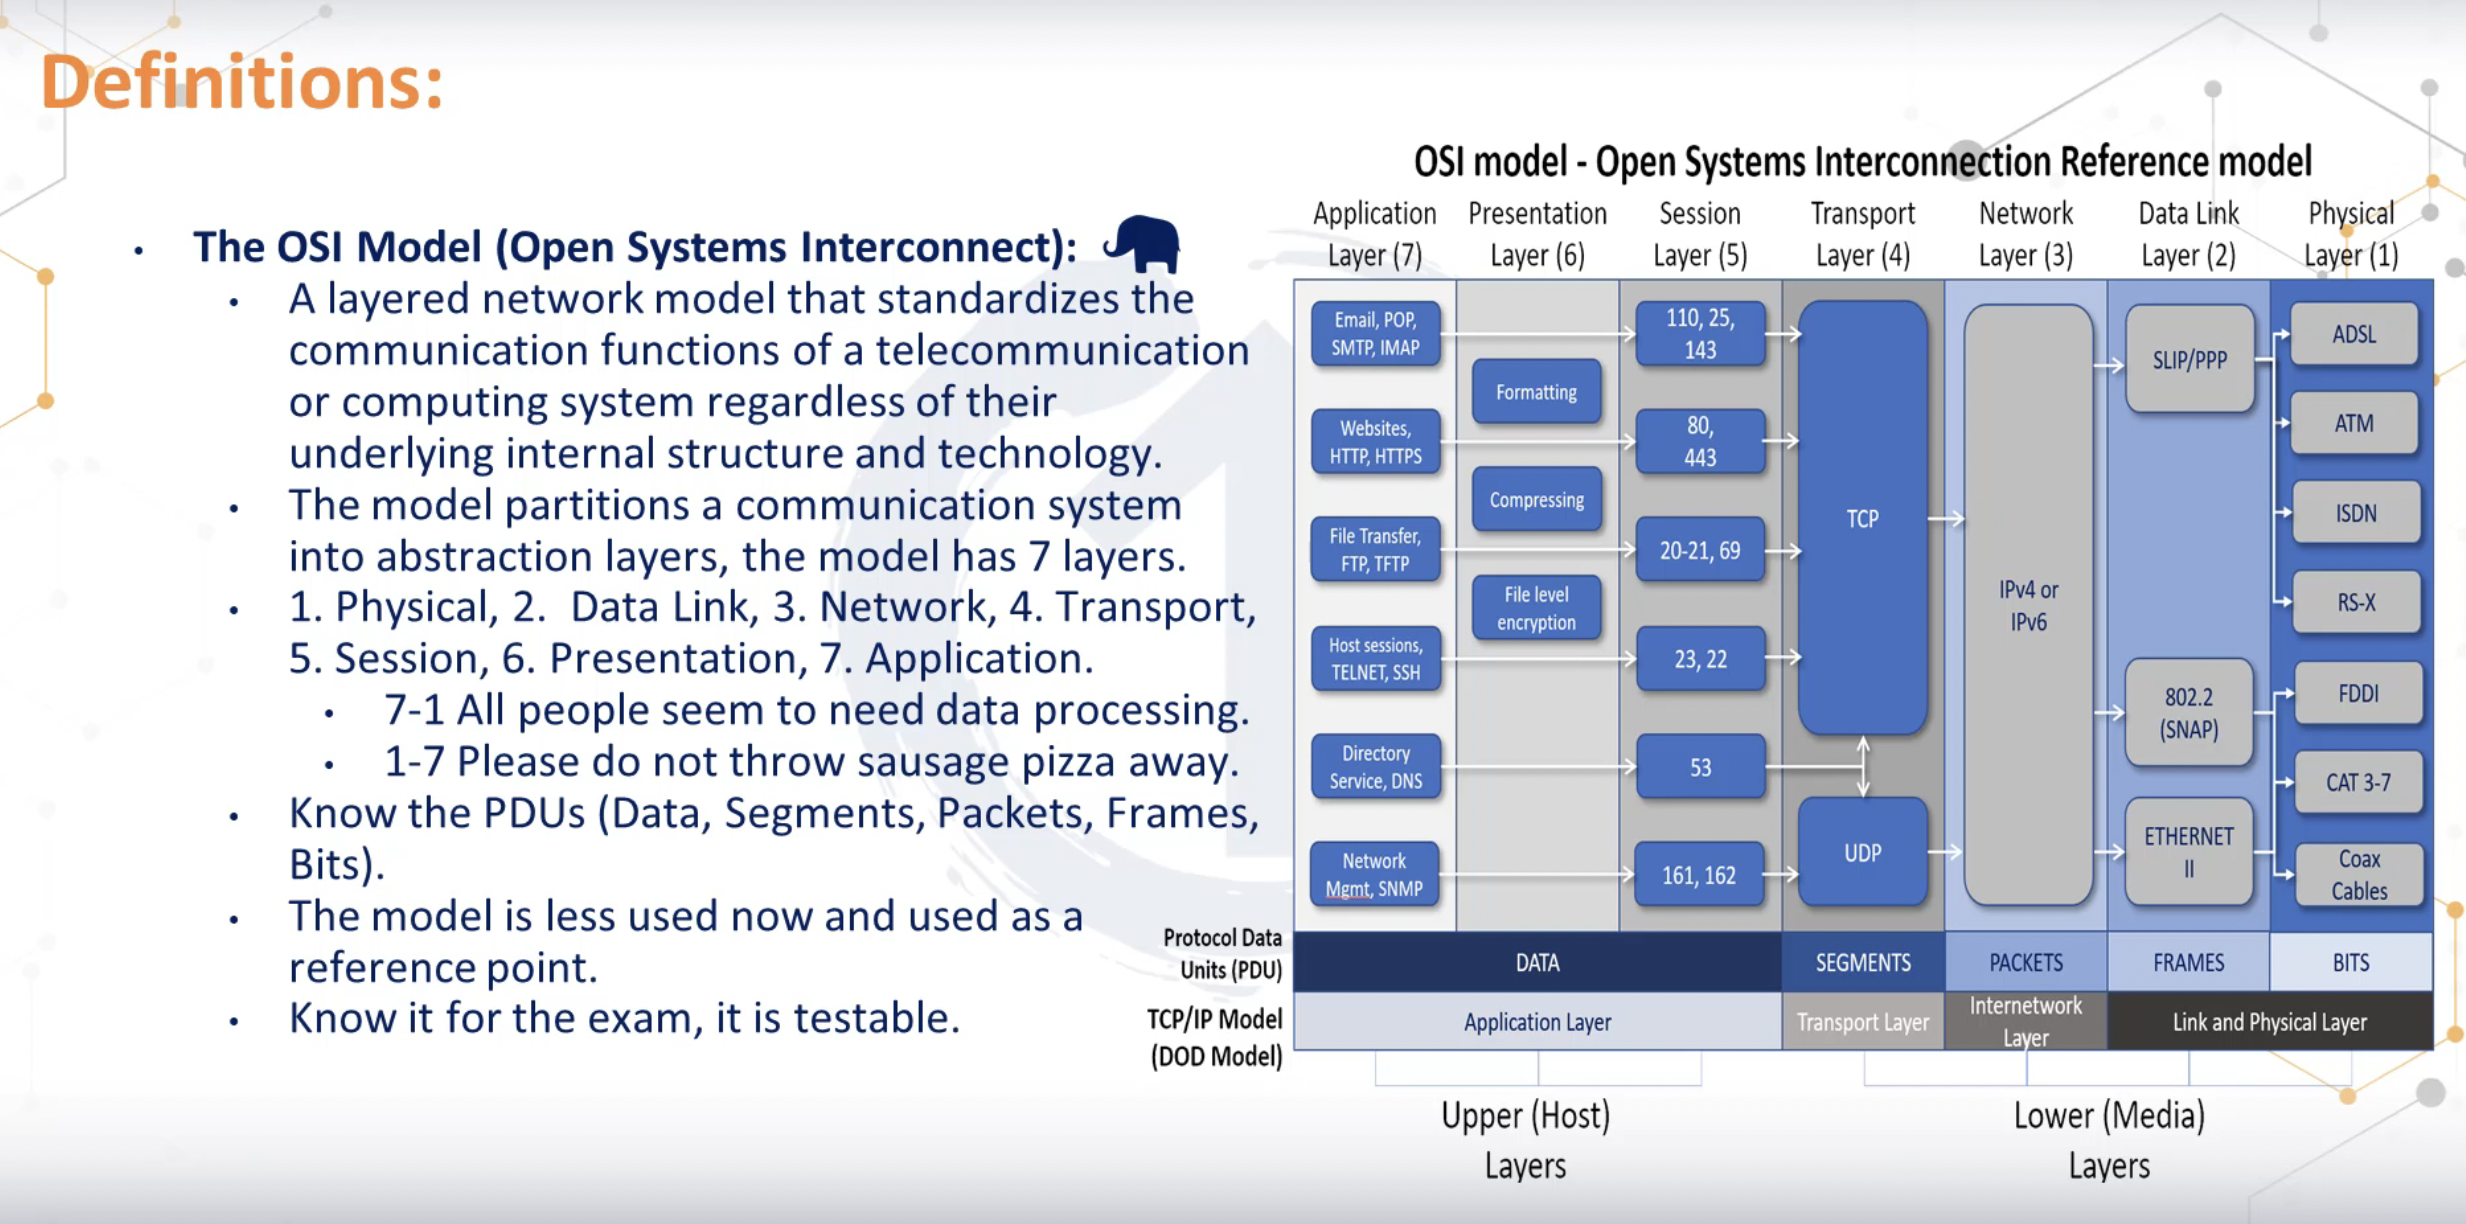 Definitions:
• The OSI Model (Open Systems Interconnect):
• A layered network model that standardizes the
communication functions of a telecommunication
or computing system regardless of their
underlying internal structure and technology.
• The model partitions a communication system
into abstraction layers, the model has 7 layers.
• 1. Physical, 2.  Data Link, 3. Network, 4. Transport,
5. Session, 6. Presentation, 7. Application.
• 7-1 All people seem to need data processing.
• 1-7 Please do not throw sausage pizza away.
• Know the PDUs (Data, Segments, Packets, Frames,
Bits).
• The model is less used now and used as a
reference point.
• Know it for the exam, it is testable.
OSI model - Open Systems Interconnection Reference model
Application
Layer (7)
Presentation
Layer (6)
Session
Layer (5)
Transport
Layer (4)
Network
Layer (3)
Data Link
Layer (2)
Physical
Layer (1)
Email, POP,
SMTP, IMAP
Websites,
HTTP, HTTPS
File Transfer,
FTP, TFTP
Host sessions,
TELNET, SSH
Directory
Service, DNS
Network
Mgmt, SNMP
Formatting
Compressing
File level
encryption
110, 25,
143
80,
443
20-21, 69
23, 22
53
161, 162
TCP
UDP
IPv4 or
IPv6
SLIP/PPP
802.2
(SNAP)
ETHERNET
II
ADSL
ATM
ISDN
RS-X
FDDI
CAT 3-7
Coax
Cables
Protocol Data
Units (PDU)
DATA
SEGMENTS
PACKETS
FRAMES
BITS
TCP/IP Model
(DOD Model)
Application Layer
Transport Layer
Internetwork
Layer
Link and Physical Layer
Upper (Host)
Layers
Lower (Media)
Layers